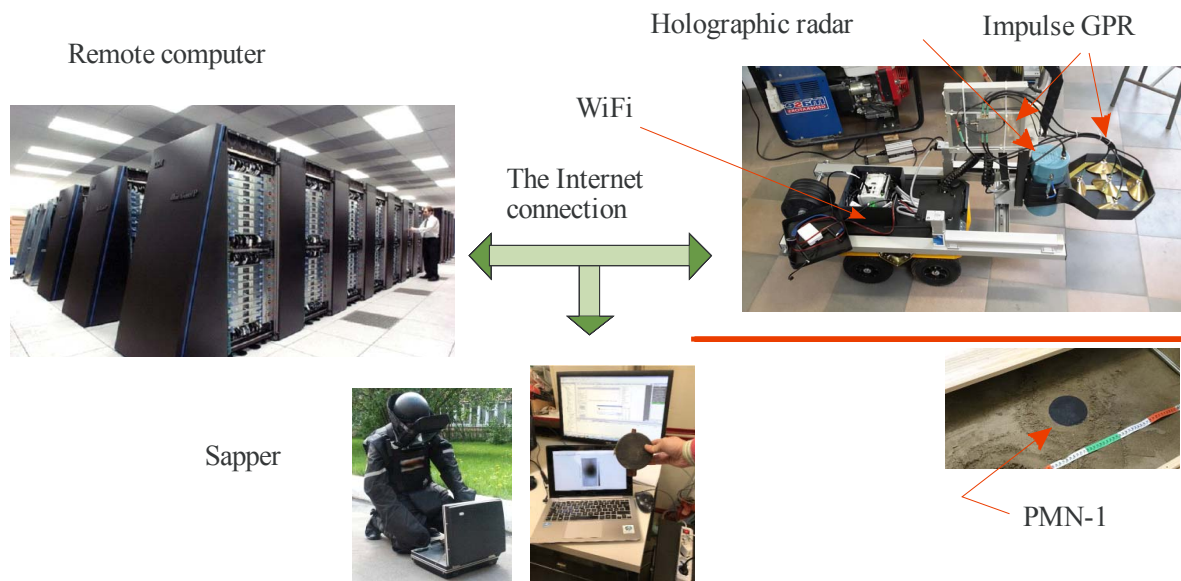 Holographic radar
Impulse GPR
Remote computer
WiFi
The Internet
connection
Sapper
PMN-1